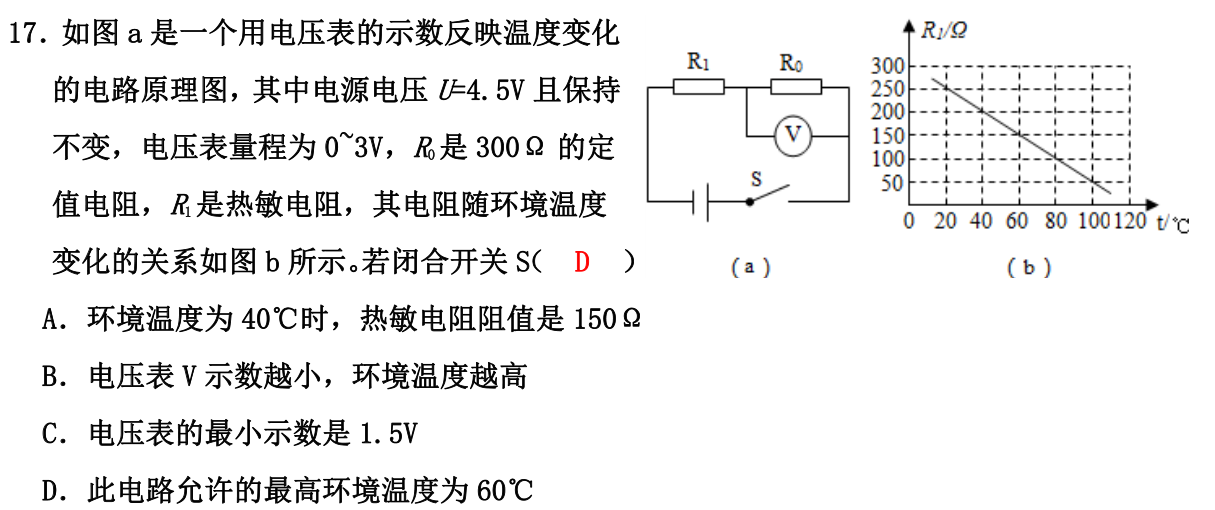 17. 如图 a 是一个用电压表的示数反映温度变化
的电路原理图，其中电源电压 U=4.5V 且保持
不变，电压表量程为 0~3V，R₀是 300Ω 的定
值电阻，R₁是热敏电阻，其电阻随环境温度
变化的关系如图 b 所示。若闭合开关 S( D )
A. 环境温度为 40℃时，热敏电阻阻值是 150Ω
B. 电压表 V 示数越小，环境温度越高
C. 电压表的最小示数是 1.5V
D. 此电路允许的最高环境温度为 60℃
R₁ R₀
V
S
(a)
R₁/Ω
300
250
200
150
100
50
0 20 40 60 80 100 120 t/℃
(b)